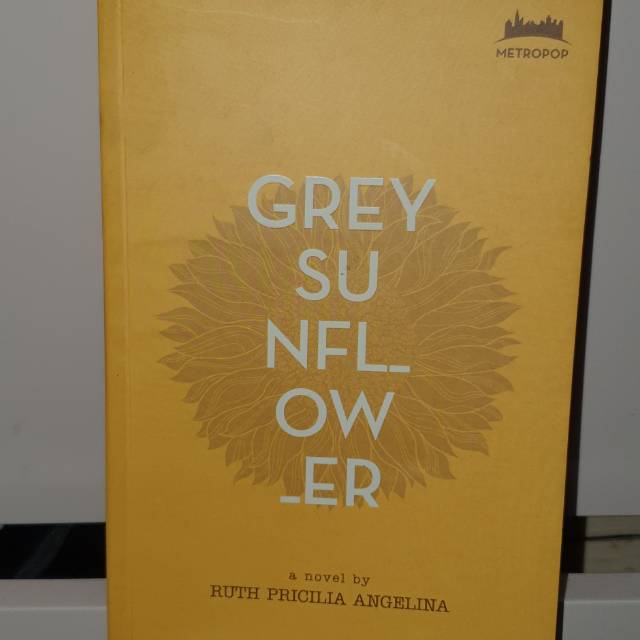 METROPOP
GREY
SU
NFL_
OW
_ER
a novel by
RUTH PRICILIA ANGELINA